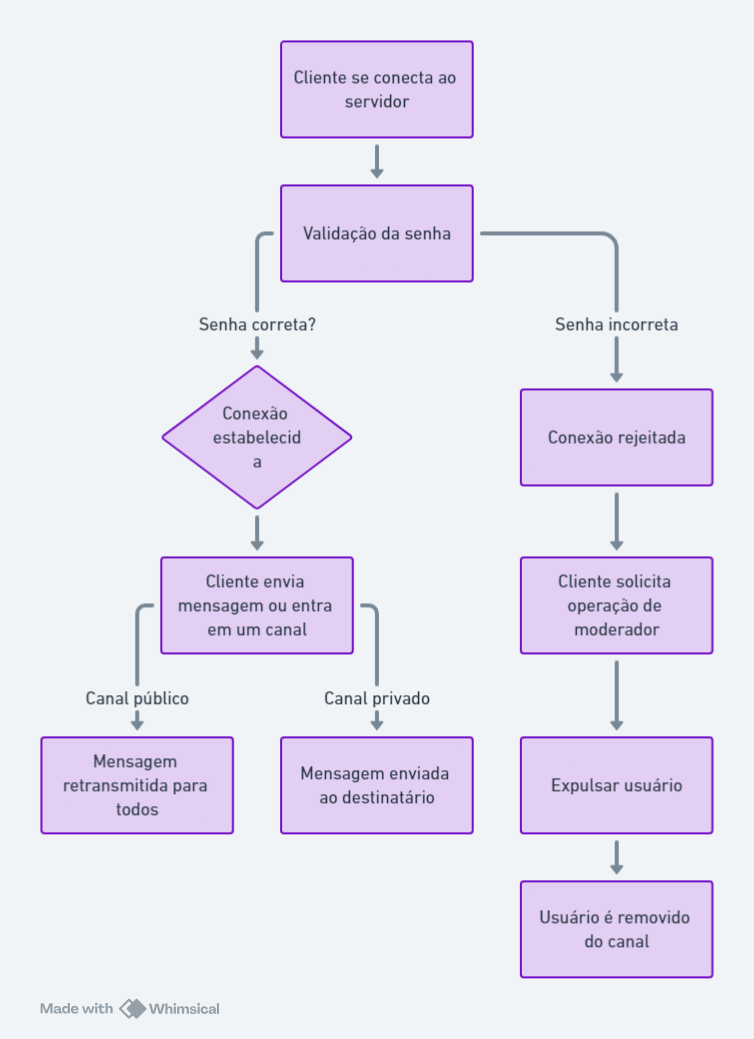 Cliente se conecta ao
servidor
Validação da senha
Senha correta?
Senha incorreta
Conexão
estabelecid
a
Conexão rejeitada
Cliente envia
mensagem ou entra
em um canal
Cliente solicita
operação de
moderador
Canal público
Canal privado
Mensagem
retransmitida para
todos
Mensagem enviada
ao destinatário
Expulsar usuário
Usuário é removido
do canal
Made with Whimsical